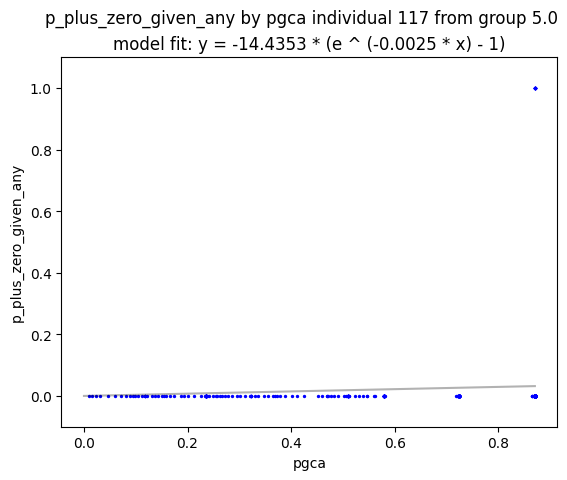 p_plus_zero_given_any by pgca individual 117 from group 5.0
model fit: y = -14.4353 * (e ^ (-0.0025 * x) - 1)
1.0
0.8
0.6
0.4
0.2
0.0
p_plus_zero_given_any
0.0 0.2 0.4 0.6 0.8
pgca